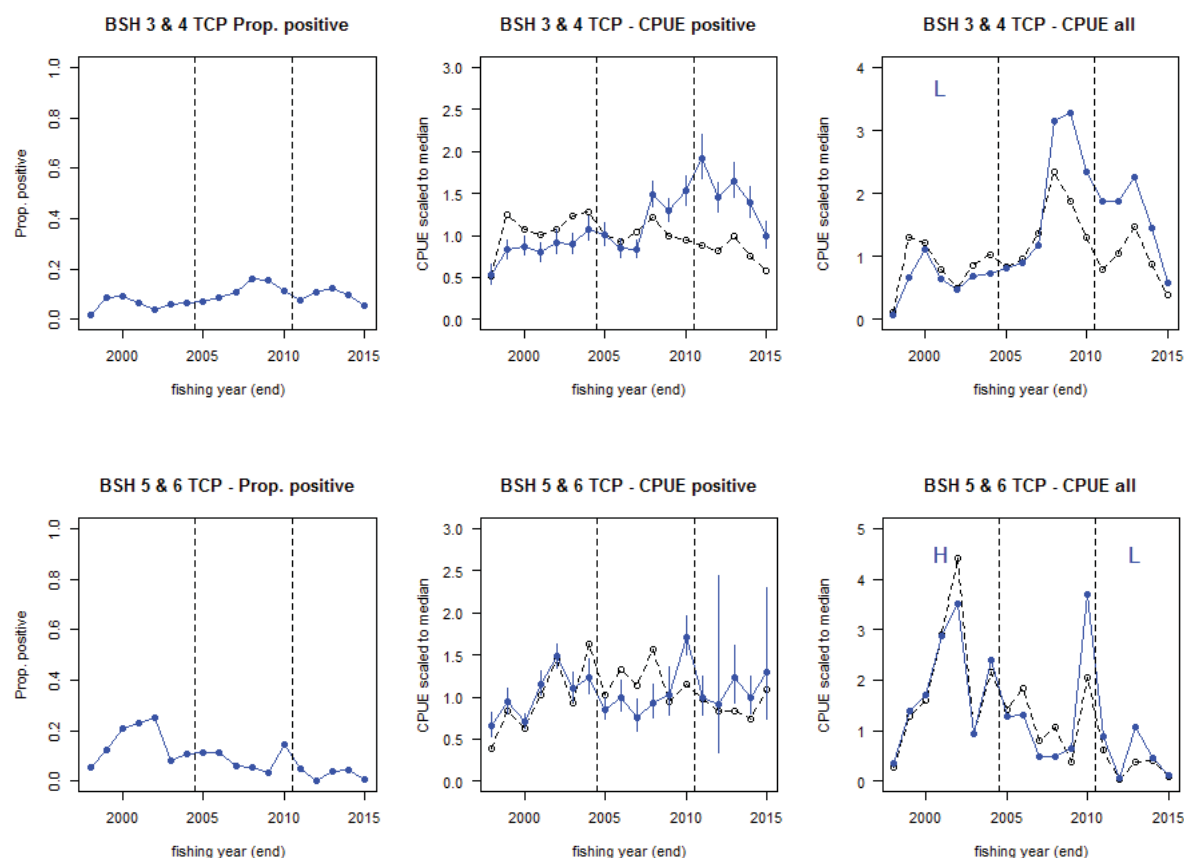 BSH 3 & 4 TCP Prop. positive
Prop. positive
0.0 0.2 0.4 0.6 0.8 1.0
2000 2005 2010 2015
fishing year (end)
BSH 3 & 4 TCP - CPUE positive
CPUE scaled to median
3.0
2.5
2.0
1.5
1.0
0.5
0.0
2000 2005 2010 2015
fishing year (end)
BSH 3 & 4 TCP - CPUE all
CPUE scaled to median
4
3
2
1
0
L
2000 2005 2010 2015
fishing year (end)
BSH 5 & 6 TCP - Prop. positive
Prop. positive
0.0 0.2 0.4 0.6 0.8 1.0
2000 2005 2010 2015
fishing year (end)
BSH 5 & 6 TCP - CPUE positive
CPUE scaled to median
3.0
2.5
2.0
1.5
1.0
0.5
0.0
2000 2005 2010 2015
fishing year (end)
BSH 5 & 6 TCP - CPUE all
CPUE scaled to median
5
4
3
2
1
0
H L
2000 2005 2010 2015
fishing year (end)